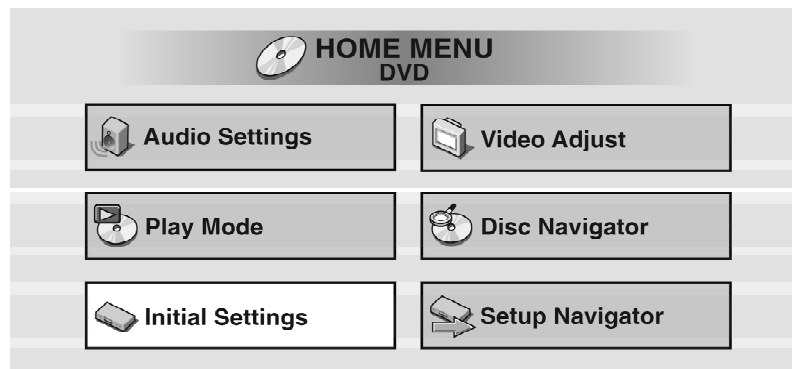 HOME MENU
DVD
Audio Settings
Video Adjust
Play Mode
Disc Navigator
Initial Settings
Setup Navigator